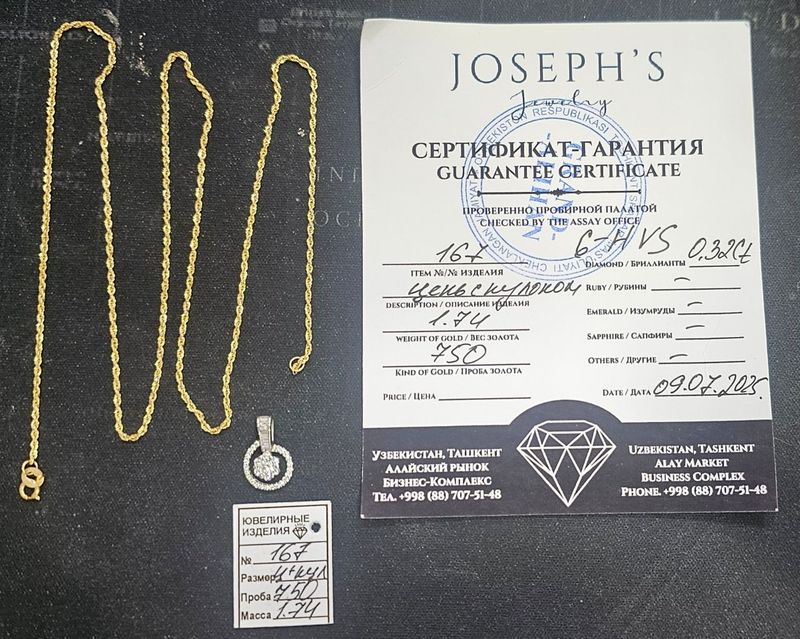 JOSEPH'S
Jewelry
СЕРТИФИКАТ-ГАРАНТИЯ
GUARANTEE CERTIFICATE
ПРОВЕРЕННО ПРОБИРНОЙ ПАЛАТОЙ
CHECKED BY THE ASSAY OFFICE
167
ITEM №/№ ИЗДЕЛИЯ
цепь с кулоном
DESCRIPTION / ОПИСАНИЕ ИЗДЕЛИЯ
1.74
WEIGHT OF GOLD / ВЕС ЗОЛОТА
750
KIND OF GOLD / ПРОБА ЗОЛОТА
PRICE / ЦЕНА
G-H VS 0,32ct
DIAMOND / БРИЛЛИАНТЫ
RUBY / РУБИНЫ –
EMERALD / ИЗУМРУДЫ –
SAPPHIRE / САПФИРЫ –
OTHERS / ДРУГИЕ –
DATE / ДАТА 09.07.2025.
УЗБЕКИСТАН, ТАШКЕНТ
АЛАЙСКИЙ РЫНОК
БИЗНЕС-КОМПЛЕКС
ТЕЛ. +998 (88) 707-51-48
UZBEKISTAN, TASHKENT
ALAY MARKET
BUSINESS COMPLEX
PHONE. +998 (88) 707-51-48
ЮВЕЛИРНЫЕ
ИЗДЕЛИЯ
№ 167
Размер ц+кул
Проба 750
Масса 1.74